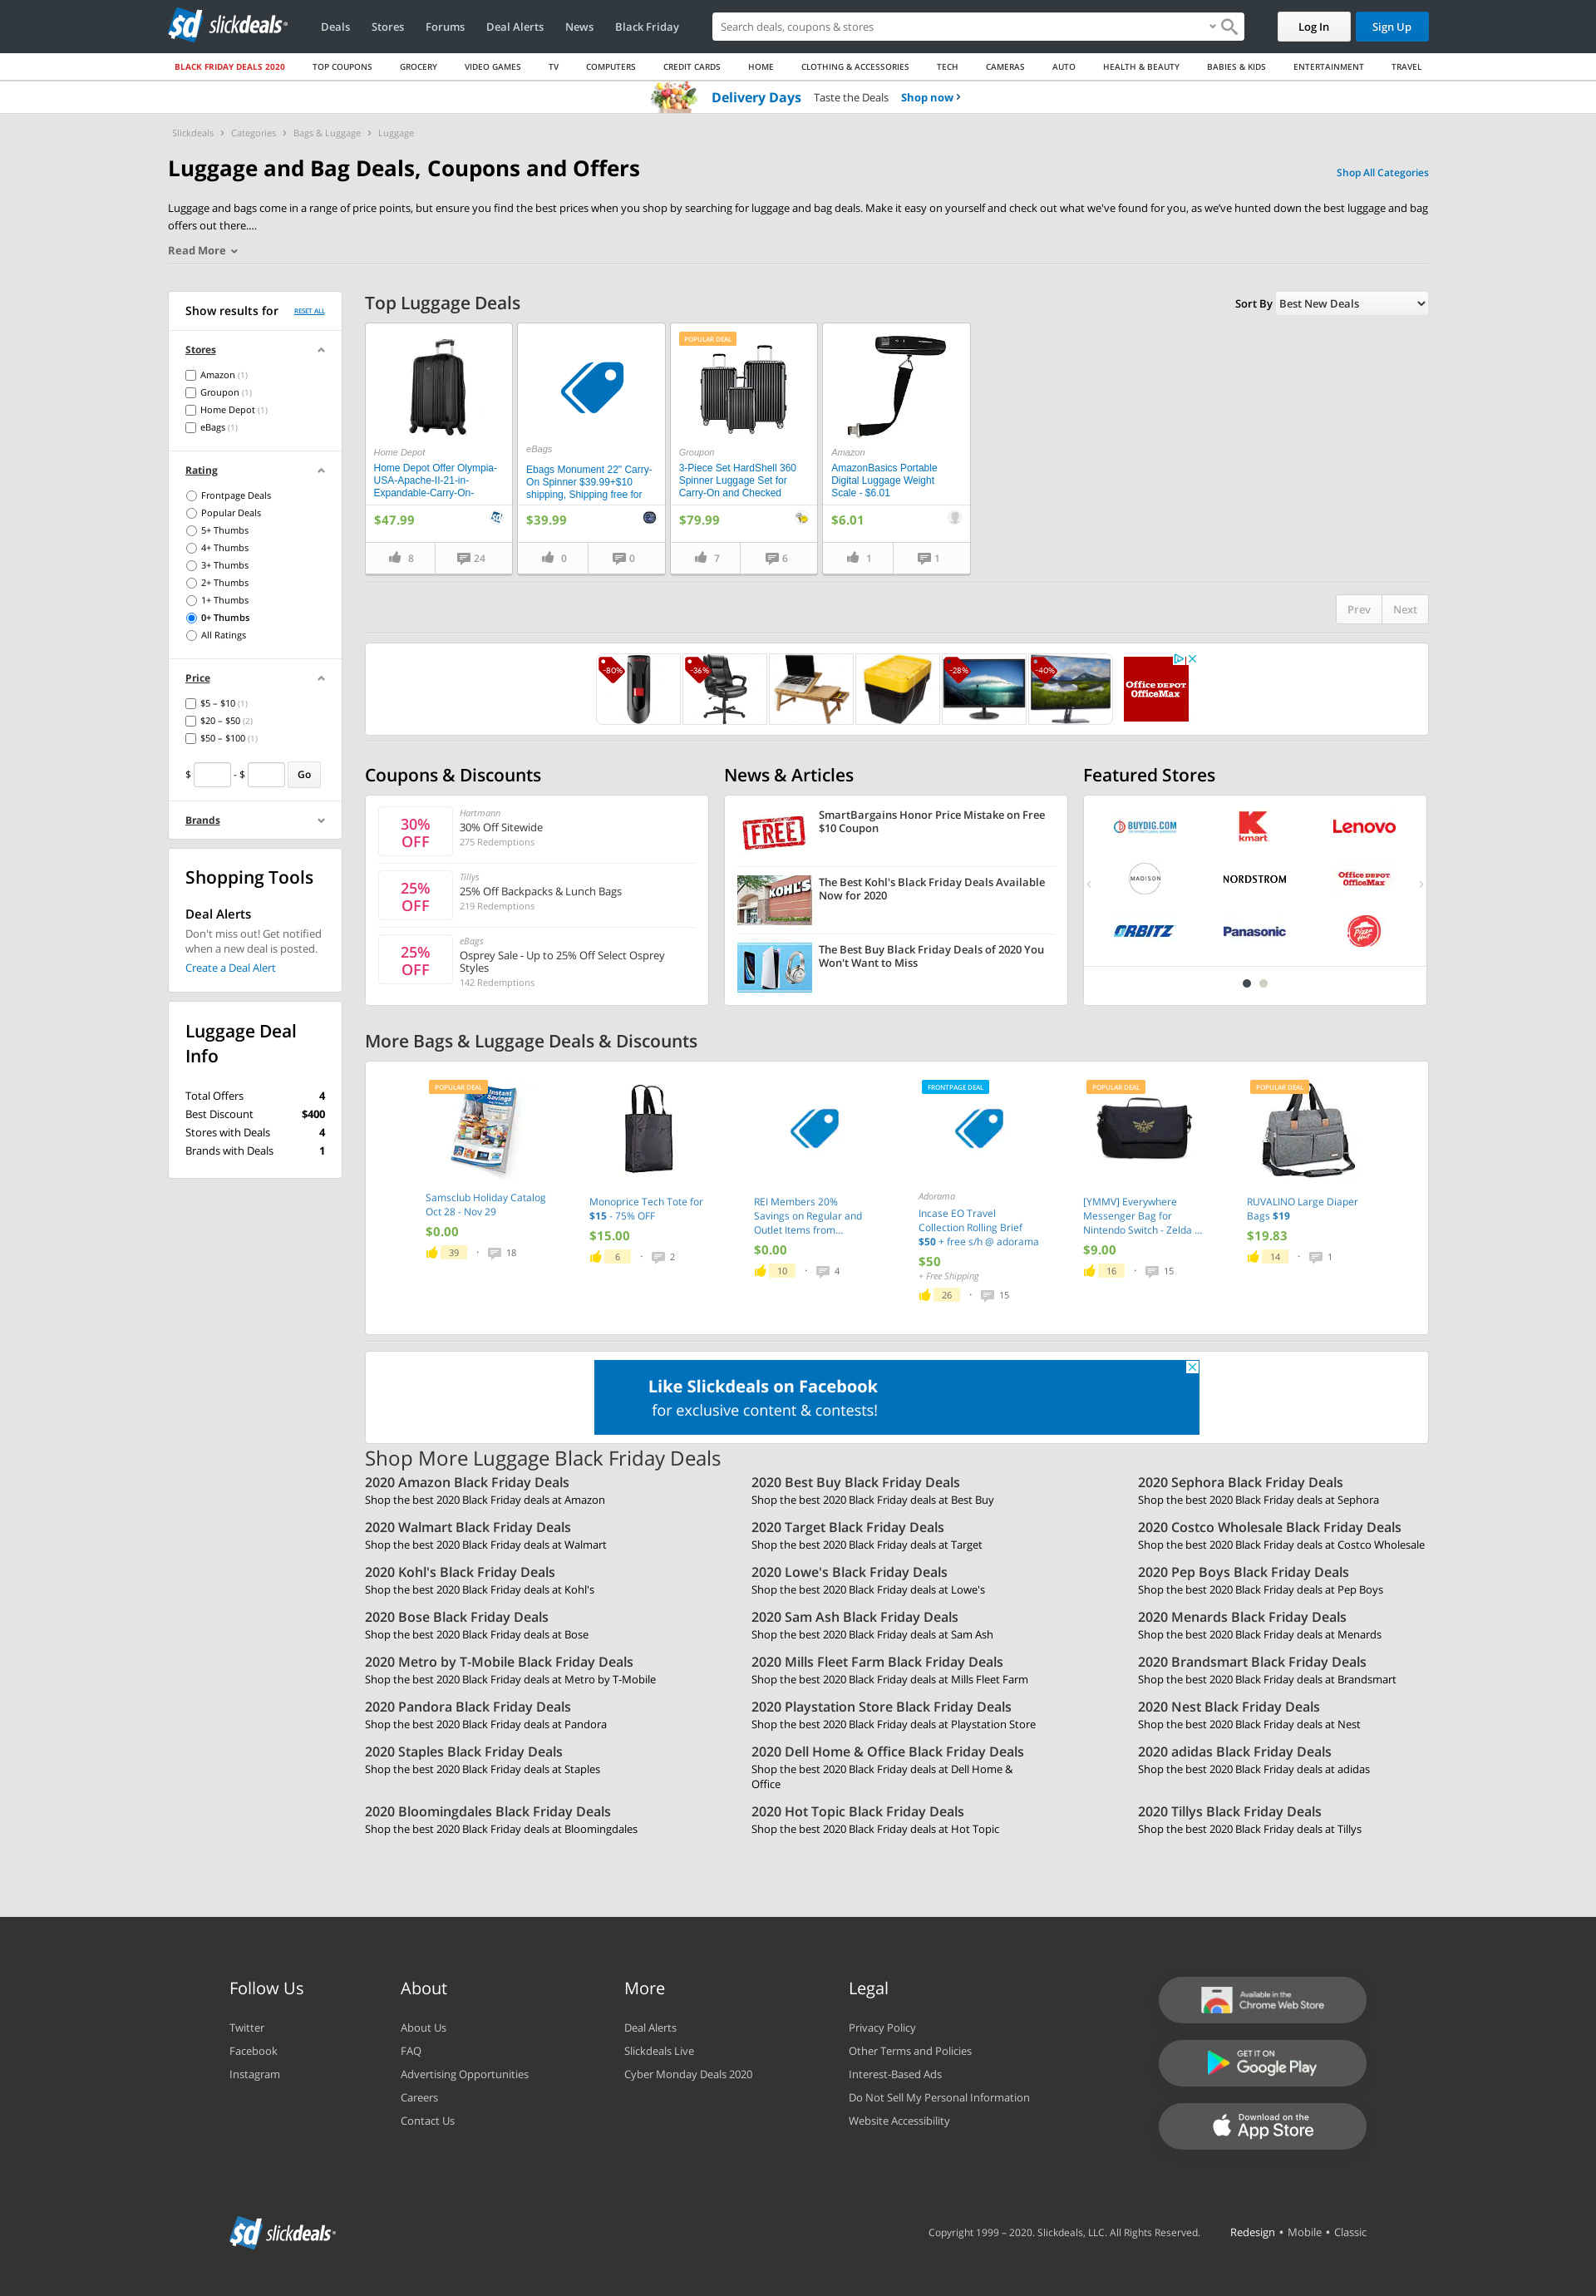 sd slickdeals®
Deals
Stores
Forums
Deal Alerts
News
Black Friday
Search deals, coupons & stores
Log In
Sign Up
BLACK FRIDAY DEALS 2020
TOP COUPONS
GROCERY
VIDEO GAMES
TV
COMPUTERS
CREDIT CARDS
HOME
CLOTHING & ACCESSORIES
TECH
CAMERAS
AUTO
HEALTH & BEAUTY
BABIES & KIDS
ENTERTAINMENT
TRAVEL
Delivery Days Taste the Deals Shop now ›
Slickdeals › Categories › Bags & Luggage › Luggage
Luggage and Bag Deals, Coupons and Offers
Shop All Categories
Luggage and bags come in a range of price points, but ensure you find the best prices when you shop by searching for luggage and bag deals. Make it easy on yourself and check out what we've found for you, as we’ve hunted down the best luggage and bag
offers out there....
Read More
Show results for
RESET ALL
Stores
Amazon (1)
Groupon (1)
Home Depot (1)
eBags (1)
Rating
Frontpage Deals
Popular Deals
5+ Thumbs
4+ Thumbs
3+ Thumbs
2+ Thumbs
1+ Thumbs
0+ Thumbs
All Ratings
Price
$5 – $10 (1)
$20 – $50 (2)
$50 – $100 (1)
$ - $ Go
Brands
Shopping Tools
Deal Alerts
Don't miss out! Get notified
when a new deal is posted.
Create a Deal Alert
Luggage Deal
Info
Total Offers 4
Best Discount $400
Stores with Deals 4
Brands with Deals 1
Top Luggage Deals
Sort By Best New Deals
Home Depot
Home Depot Offer Olympia-
USA-Apache-II-21-in-
Expandable-Carry-On-
$47.99
8
24
eBags
Ebags Monument 22" Carry-
On Spinner $39.99+$10
shipping, Shipping free for
$39.99
0
0
POPULAR DEAL
Groupon
3-Piece Set HardShell 360
Spinner Luggage Set for
Carry-On and Checked
$79.99
7
6
Amazon
AmazonBasics Portable
Digital Luggage Weight
Scale - $6.01
$6.01
1
1
Prev
Next
-80%
-36%
-28%
-40%
Office DEPOT
OfficeMax
Coupons & Discounts
30%
OFF
Hartmann
30% Off Sitewide
275 Redemptions
25%
OFF
Tillys
25% Off Backpacks & Lunch Bags
219 Redemptions
25%
OFF
eBags
Osprey Sale - Up to 25% Off Select Osprey
Styles
142 Redemptions
News & Articles
FREE
SmartBargains Honor Price Mistake on Free
$10 Coupon
KOHL'S
The Best Kohl's Black Friday Deals Available
Now for 2020
The Best Buy Black Friday Deals of 2020 You
Won't Want to Miss
Featured Stores
BUYDIG.COM
K
kmart
Lenovo
MADISON
NORDSTROM
Office DEPOT
OfficeMax
ORBITZ
Panasonic
Pizza Hut
More Bags & Luggage Deals & Discounts
POPULAR DEAL
Instant
Savings
Samsclub Holiday Catalog
Oct 28 - Nov 29
$0.00
39 · 18
Monoprice Tech Tote for
$15 - 75% OFF
$15.00
6 · 2
REI Members 20%
Savings on Regular and
Outlet Items from...
$0.00
10 · 4
FRONTPAGE DEAL
Adorama
Incase EO Travel
Collection Rolling Brief
$50 + free s/h @ adorama
$50
+ Free Shipping
26 · 15
POPULAR DEAL
[YMMV] Everywhere
Messenger Bag for
Nintendo Switch - Zelda ...
$9.00
16 · 15
POPULAR DEAL
RUVALINO Large Diaper
Bags $19
$19.83
14 · 1
Like Slickdeals on Facebook
for exclusive content & contests!
Shop More Luggage Black Friday Deals
2020 Amazon Black Friday Deals
Shop the best 2020 Black Friday deals at Amazon
2020 Best Buy Black Friday Deals
Shop the best 2020 Black Friday deals at Best Buy
2020 Sephora Black Friday Deals
Shop the best 2020 Black Friday deals at Sephora
2020 Walmart Black Friday Deals
Shop the best 2020 Black Friday deals at Walmart
2020 Target Black Friday Deals
Shop the best 2020 Black Friday deals at Target
2020 Costco Wholesale Black Friday Deals
Shop the best 2020 Black Friday deals at Costco Wholesale
2020 Kohl's Black Friday Deals
Shop the best 2020 Black Friday deals at Kohl's
2020 Lowe's Black Friday Deals
Shop the best 2020 Black Friday deals at Lowe's
2020 Pep Boys Black Friday Deals
Shop the best 2020 Black Friday deals at Pep Boys
2020 Bose Black Friday Deals
Shop the best 2020 Black Friday deals at Bose
2020 Sam Ash Black Friday Deals
Shop the best 2020 Black Friday deals at Sam Ash
2020 Menards Black Friday Deals
Shop the best 2020 Black Friday deals at Menards
2020 Metro by T-Mobile Black Friday Deals
Shop the best 2020 Black Friday deals at Metro by T-Mobile
2020 Mills Fleet Farm Black Friday Deals
Shop the best 2020 Black Friday deals at Mills Fleet Farm
2020 Brandsmart Black Friday Deals
Shop the best 2020 Black Friday deals at Brandsmart
2020 Pandora Black Friday Deals
Shop the best 2020 Black Friday deals at Pandora
2020 Playstation Store Black Friday Deals
Shop the best 2020 Black Friday deals at Playstation Store
2020 Nest Black Friday Deals
Shop the best 2020 Black Friday deals at Nest
2020 Staples Black Friday Deals
Shop the best 2020 Black Friday deals at Staples
2020 Dell Home & Office Black Friday Deals
Shop the best 2020 Black Friday deals at Dell Home &
Office
2020 adidas Black Friday Deals
Shop the best 2020 Black Friday deals at adidas
2020 Bloomingdales Black Friday Deals
Shop the best 2020 Black Friday deals at Bloomingdales
2020 Hot Topic Black Friday Deals
Shop the best 2020 Black Friday deals at Hot Topic
2020 Tillys Black Friday Deals
Shop the best 2020 Black Friday deals at Tillys
Follow Us
Twitter
Facebook
Instagram
About
About Us
FAQ
Advertising Opportunities
Careers
Contact Us
More
Deal Alerts
Slickdeals Live
Cyber Monday Deals 2020
Legal
Privacy Policy
Other Terms and Policies
Interest-Based Ads
Do Not Sell My Personal Information
Website Accessibility
Available in the
Chrome Web Store
GET IT ON
Google Play
Download on the
App Store
sd slickdeals®
Copyright 1999 – 2020. Slickdeals, LLC. All Rights Reserved.
Redesign • Mobile • Classic